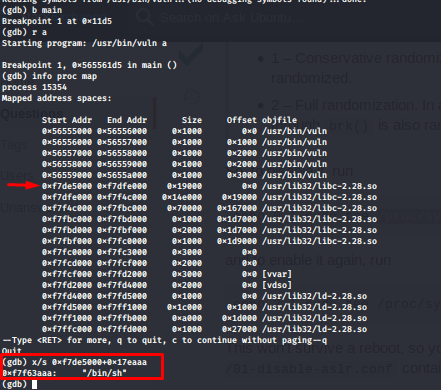 (gdb) b main
Breakpoint 1 at 0×11d5
(gdb) r a
Starting program: /usr/bin/vuln a
Breakpoint 1, 0×565561d5 in main ()
(gdb) info proc map
process 15354
Mapped address spaces:
Start Addr End Addr Size Offset objfile
0×56555000 0×56556000 0×1000 0×0 /usr/bin/vuln
0×56556000 0×56557000 0×1000 0×1000 /usr/bin/vuln
0×56557000 0×56558000 0×1000 0×2000 /usr/bin/vuln
0×56558000 0×56559000 0×1000 0×2000 /usr/bin/vuln
0×56559000 0×5655a000 0×1000 0×3000 /usr/bin/vuln
0×f7de5000 0×f7dfe000 0×19000 0×0 /usr/lib32/libc-2.28.so
0×f7dfe000 0×f7f4c000 0×14e000 0×19000 /usr/lib32/libc-2.28.so
0×f7f4c000 0×f7fbc000 0×70000 0×167000 /usr/lib32/libc-2.28.so
0×f7fbc000 0×f7fbd000 0×1000 0×1d7000 /usr/lib32/libc-2.28.so
0×f7fbd000 0×f7fbf000 0×2000 0×1d7000 /usr/lib32/libc-2.28.so
0×f7fbf000 0×f7fc0000 0×1000 0×1d9000 /usr/lib32/libc-2.28.so
0×f7fc0000 0×f7fc3000 0×3000 0×0
0×f7fcd000 0×f7fcf000 0×2000 0×0
0×f7fcf000 0×f7fd2000 0×3000 0×0 [vvar]
0×f7fd2000 0×f7fd4000 0×2000 0×0 [vdso]
0×f7fd4000 0×f7fd5000 0×1000 0×0 /usr/lib32/ld-2.28.so
0×f7fd5000 0×f7ff1000 0×1c000 0×1000 /usr/lib32/ld-2.28.so
0×f7ff1000 0×f7ffb000 0×a000 0×1d000 /usr/lib32/ld-2.28.so
0×f7ffc000 0×f7ffd000 0×1000 0×27000 /usr/lib32/ld-2.28.so
--Type <RET> for more, q to quit, c to continue without paging--q
Quit
(gdb) x/s 0×f7de5000+0×17eaaa
0×f7f63aaa: "/bin/sh"
(gdb)